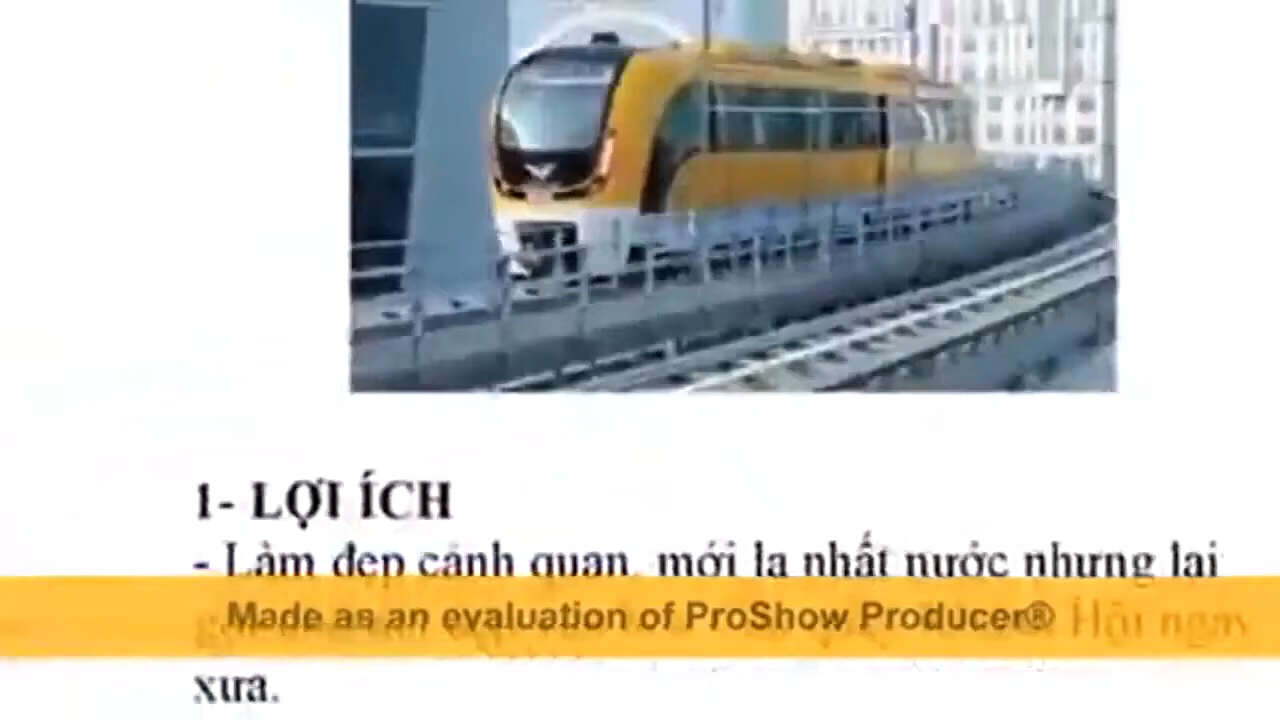 1- LỢI ÍCH
- Làm đẹp cảnh quan, mới lạ nhất nước nhưng lại
Made as an evaluation of ProShow Producer®
Hội ngay
xưa.